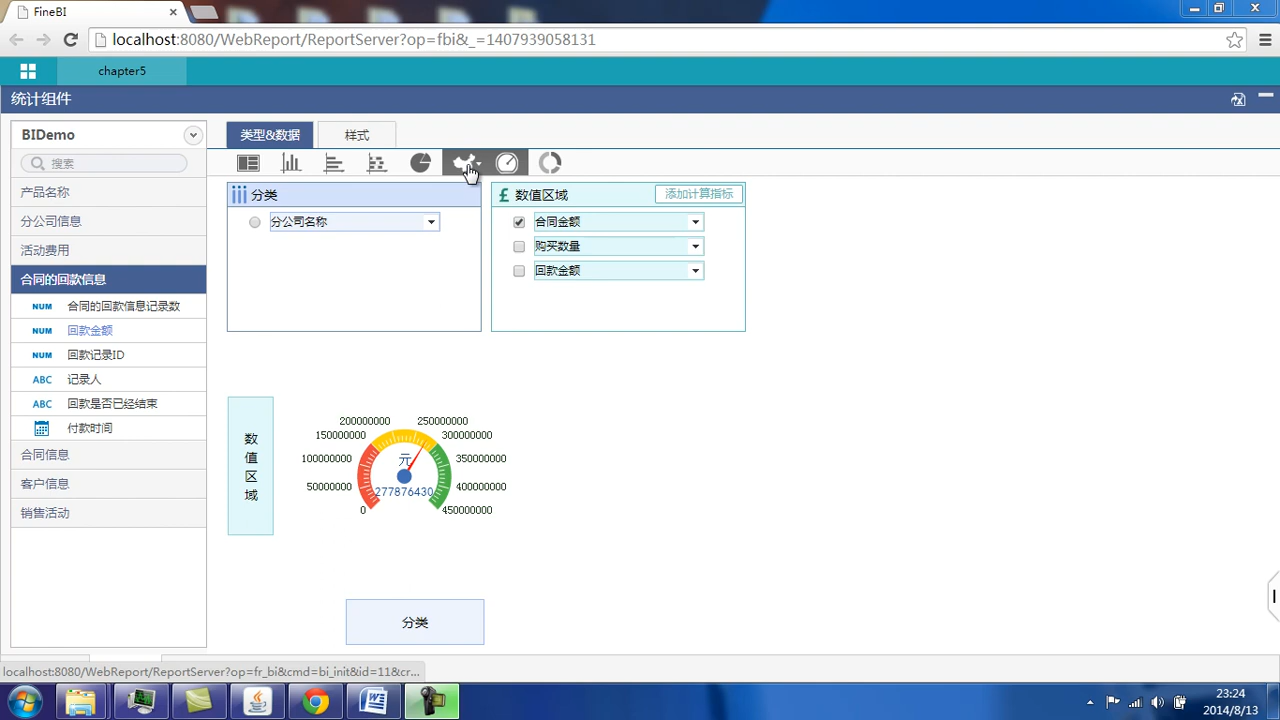 FineBI
localhost:8080/WebReport/ReportServer?op=fbi&_=1407939058131
chapter5
统计组件
BIDemo
类型&数据
样式
搜索
产品名称
分公司信息
活动费用
合同的回款信息
NUM 合同的回款信息记录数
NUM 回款金额
NUM 回款记录ID
ABC 记录人
ABC 回款是否已经结束
付款时间
合同信息
客户信息
销售活动
分类
分公司名称
数值区域
添加计算指标
合同金额
购买数量
回款金额
数值区域
200000000
250000000
150000000
300000000
100000000
350000000
50000000
400000000
0
450000000
元
277876430
分类
localhost:8080/WebReport/ReportServer?op=fr_bi&cmd=bi_init&id=11&cr...
23:24
2014/8/13